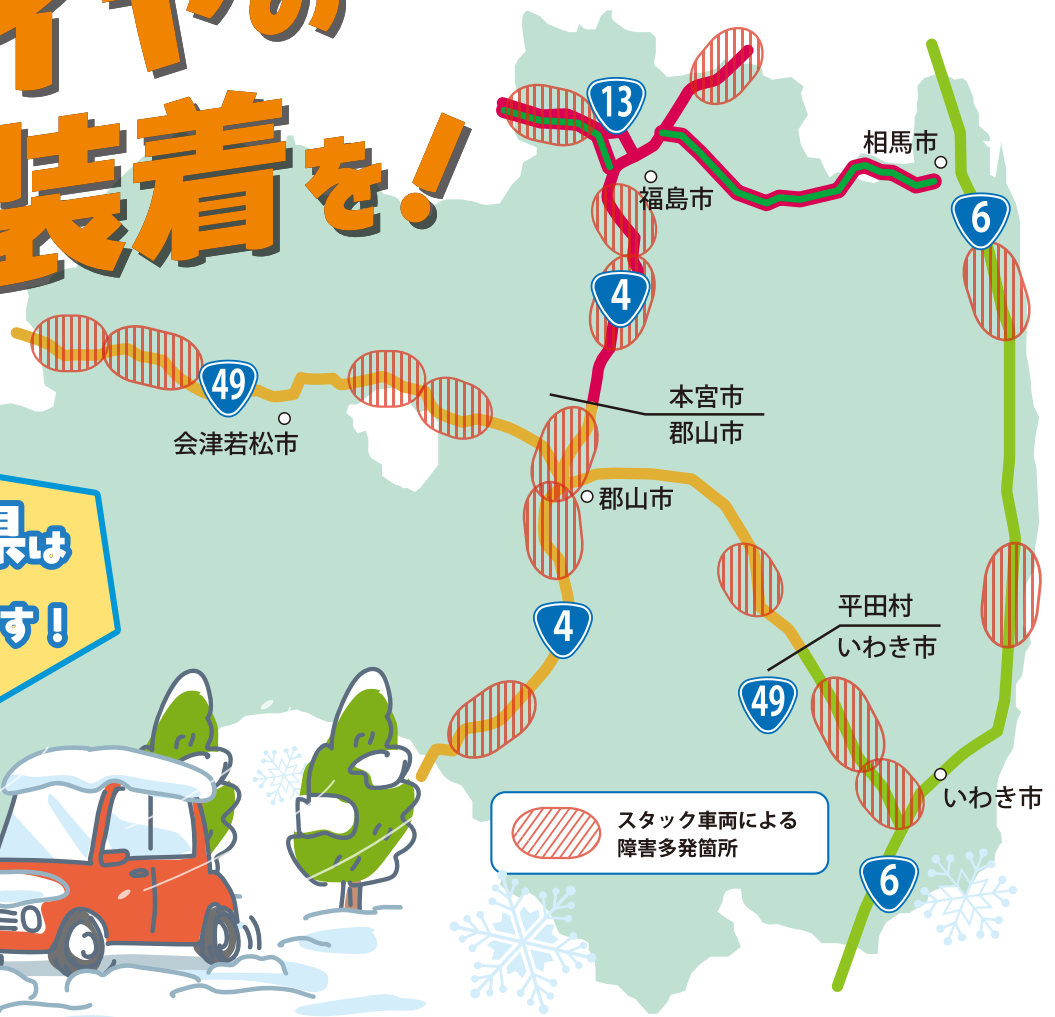 イヤの
装着を!
13
相馬市
福島市
6
4
49
会津若松市
本宮市
郡山市
郡山市
県は
す!
4
平田村
いわき市
49
いわき市
スタック車両による
障害多発箇所
6